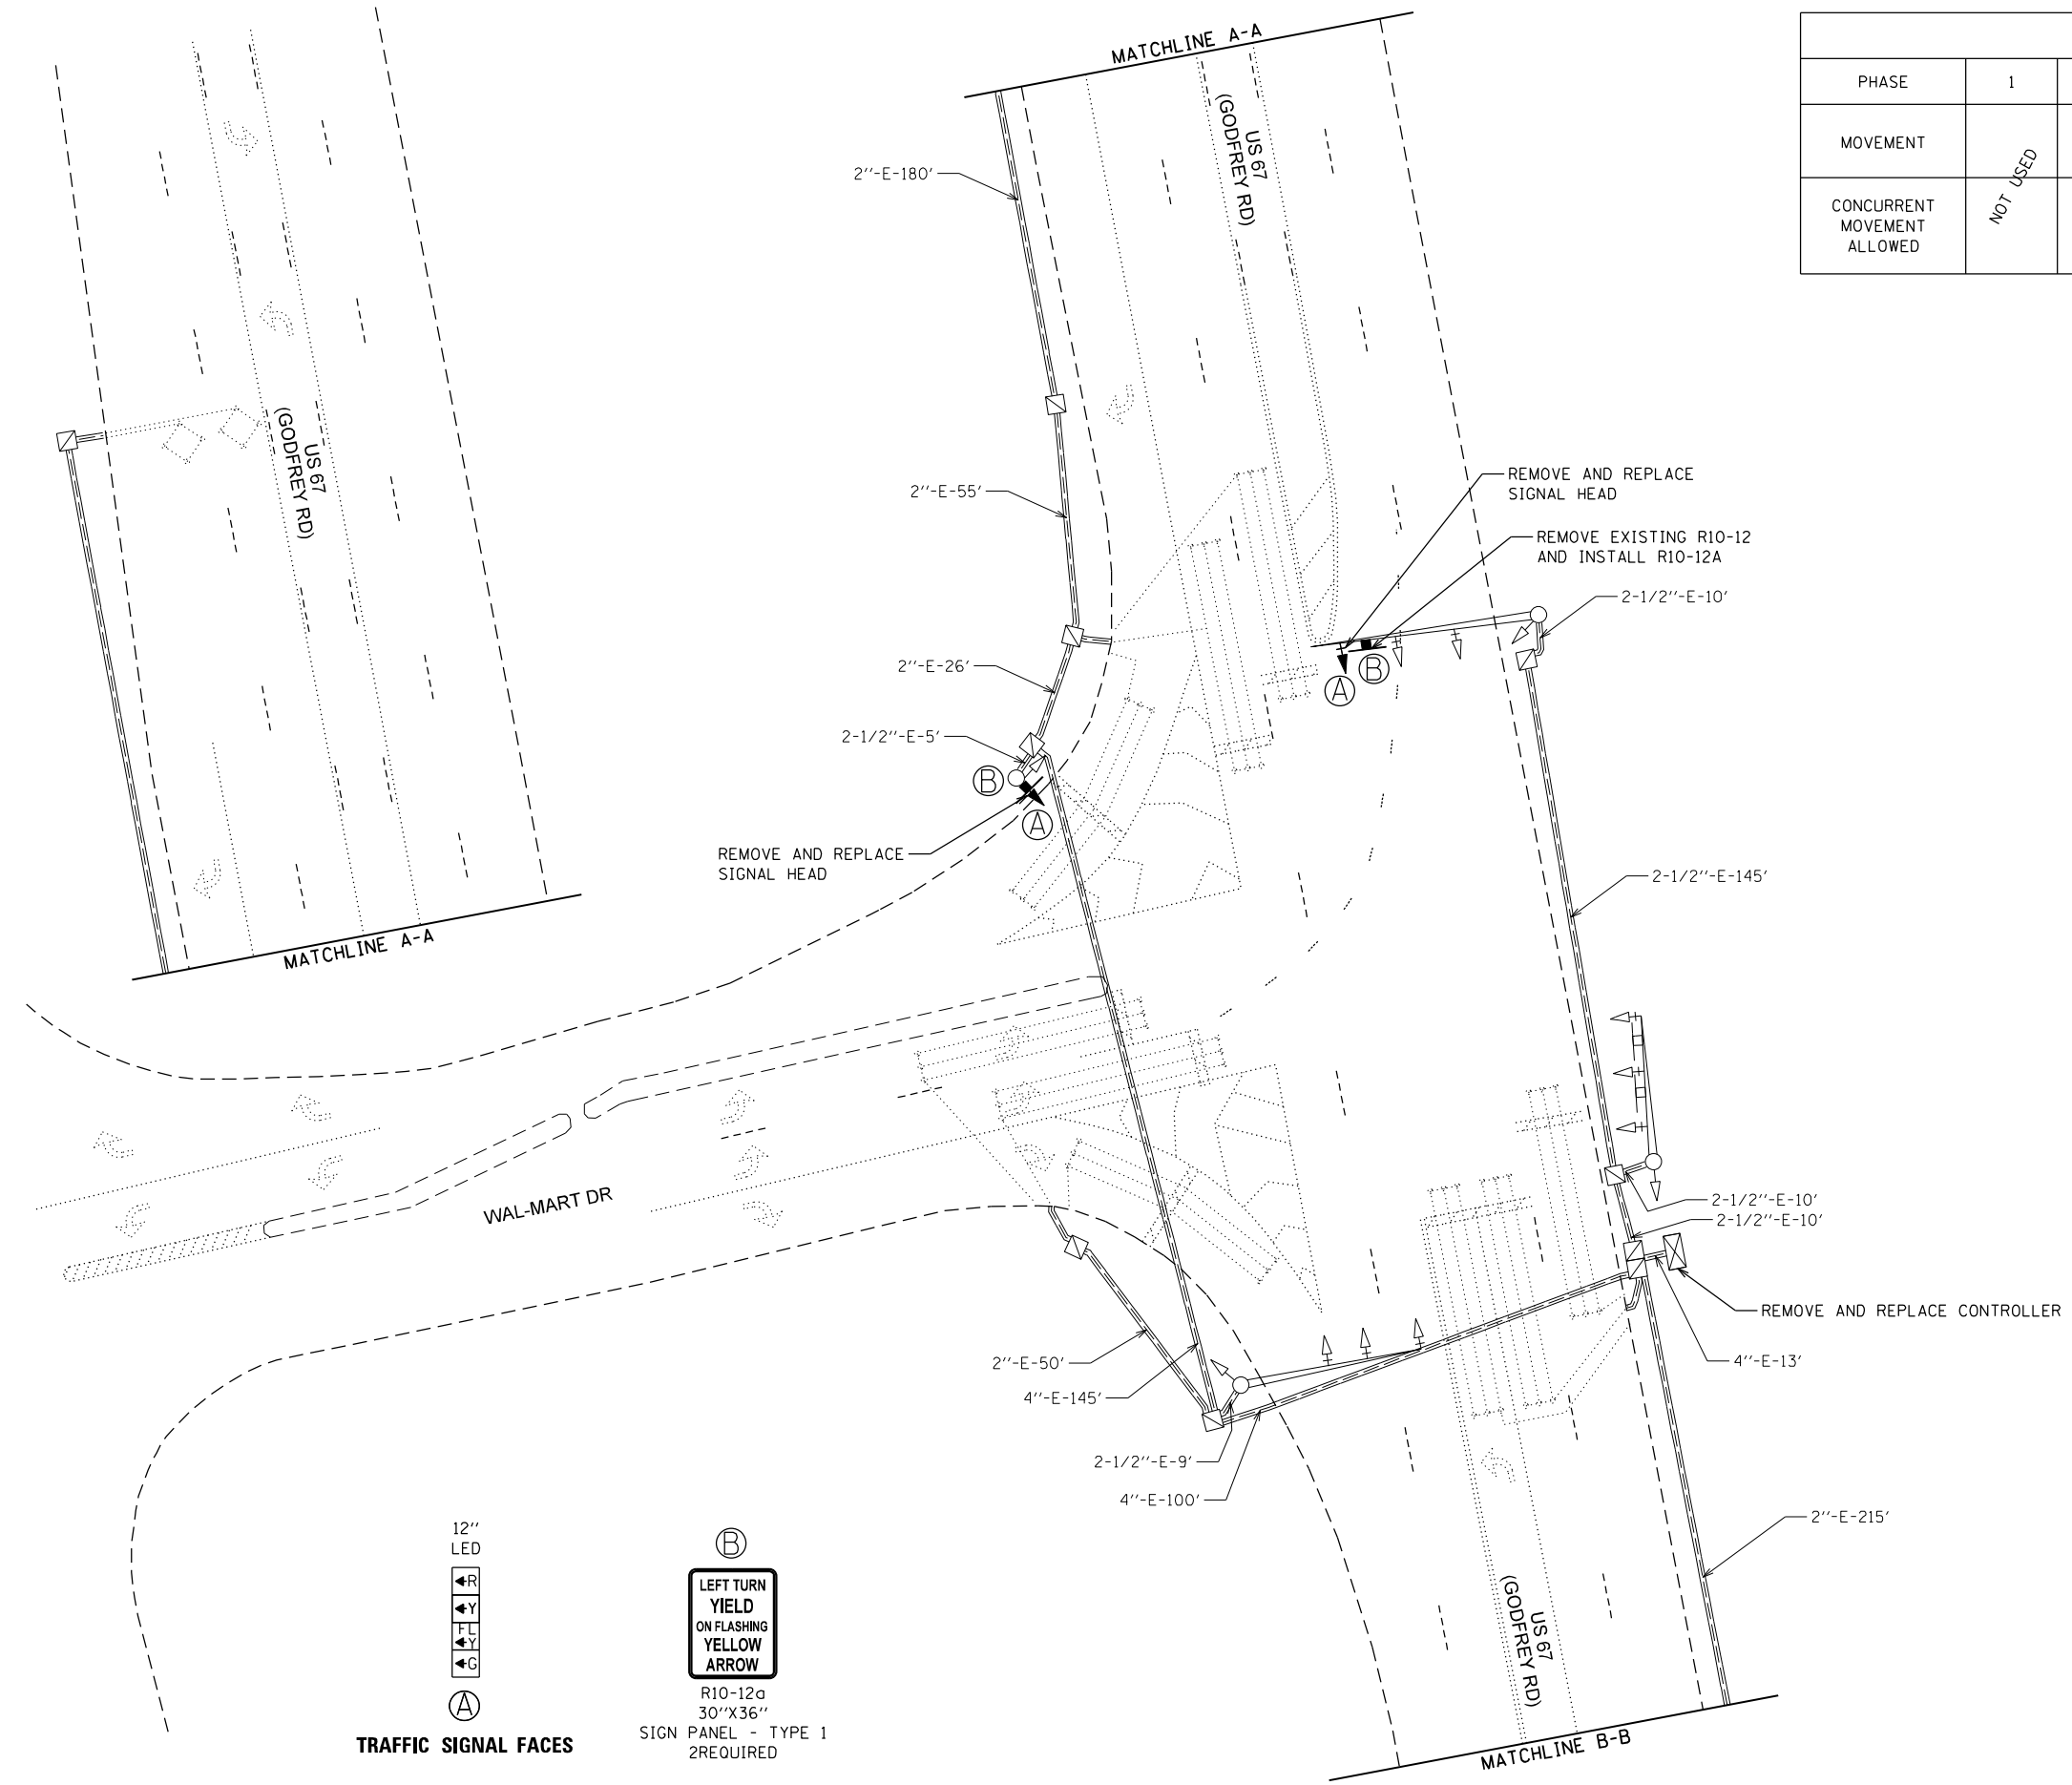 MATCHLINE A-A
PHASE
1
MOVEMENT
NOT USED
CONCURRENT
MOVEMENT
ALLOWED
US 67
(GODFREY RD)
2''-E-180'
US 67
(GODFREY RD)
2''-E-55'
REMOVE AND REPLACE
SIGNAL HEAD
REMOVE EXISTING R10-12
AND INSTALL R10-12A
2-1/2''-E-10'
2''-E-26'
A
B
2-1/2''-E-5'
B
A
REMOVE AND REPLACE
SIGNAL HEAD
2-1/2''-E-145'
MATCHLINE A-A
WAL-MART DR
2-1/2''-E-10'
2-1/2''-E-10'
REMOVE AND REPLACE CONTROLLER
4''-E-13'
2''-E-50'
4''-E-145'
2-1/2''-E-9'
4''-E-100'
2''-E-215'
US 67
(GODFREY RD)
MATCHLINE B-B
12''
LED
R
Y
FL
Y
G
A
TRAFFIC SIGNAL FACES
B
LEFT TURN
YIELD
ON FLASHING
YELLOW
ARROW
R10-12a
30''X36''
SIGN PANEL - TYPE 1
2REQUIRED